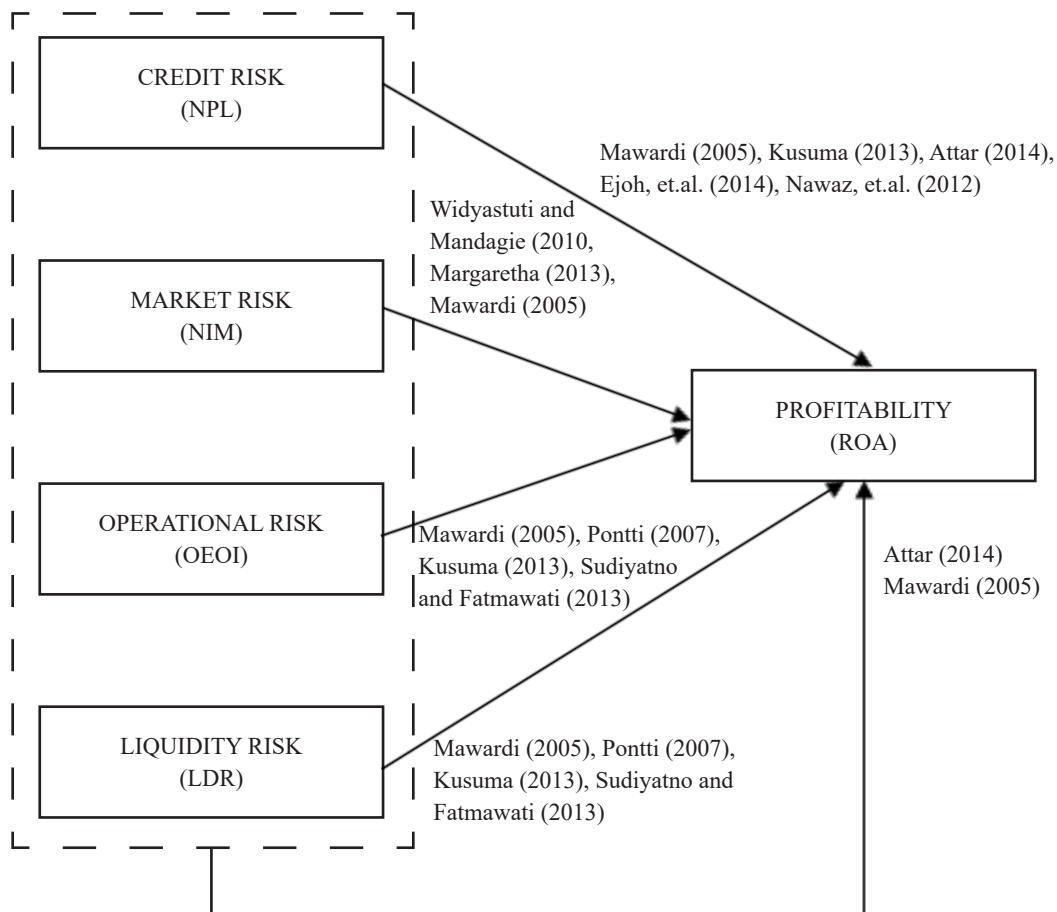 CREDIT RISK
(NPL)
Mawardi (2005), Kusuma (2013), Attar (2014),
Ejoh, et.al. (2014), Nawaz, et.al. (2012)
Widyastuti and
Mandagie (2010,
Margaretha (2013),
Mawardi (2005)
MARKET RISK
(NIM)
PROFITABILITY
(ROA)
OPERATIONAL RISK
(OEOI)
Mawardi (2005), Pontti (2007),
Kusuma (2013), Sudiyatno
and Fatmawati (2013)
Attar (2014)
Mawardi (2005)
LIQUIDITY RISK
(LDR)
Mawardi (2005), Pontti (2007),
Kusuma (2013), Sudiyatno and
Fatmawati (2013)